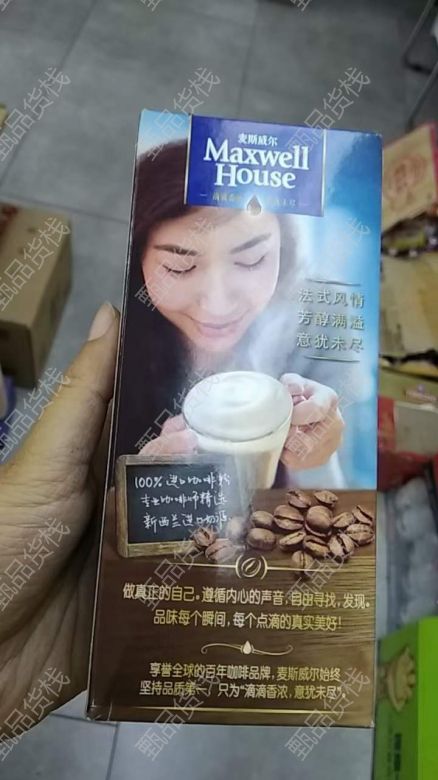 麦斯威尔
Maxwell
House
法式风情
芳醇满溢
意犹未尽
100%进口咖啡粉
专业咖啡师精选
新西兰进口奶源
做真正的自己。遵循内心的声音,自由寻找,发现。
品味每个瞬间,每个点滴的真实美好!
享誉全球的百年咖啡品牌,麦斯威尔始终
坚持品质第一,只为“滴滴香浓,意犹未尽”。
甄品货栈